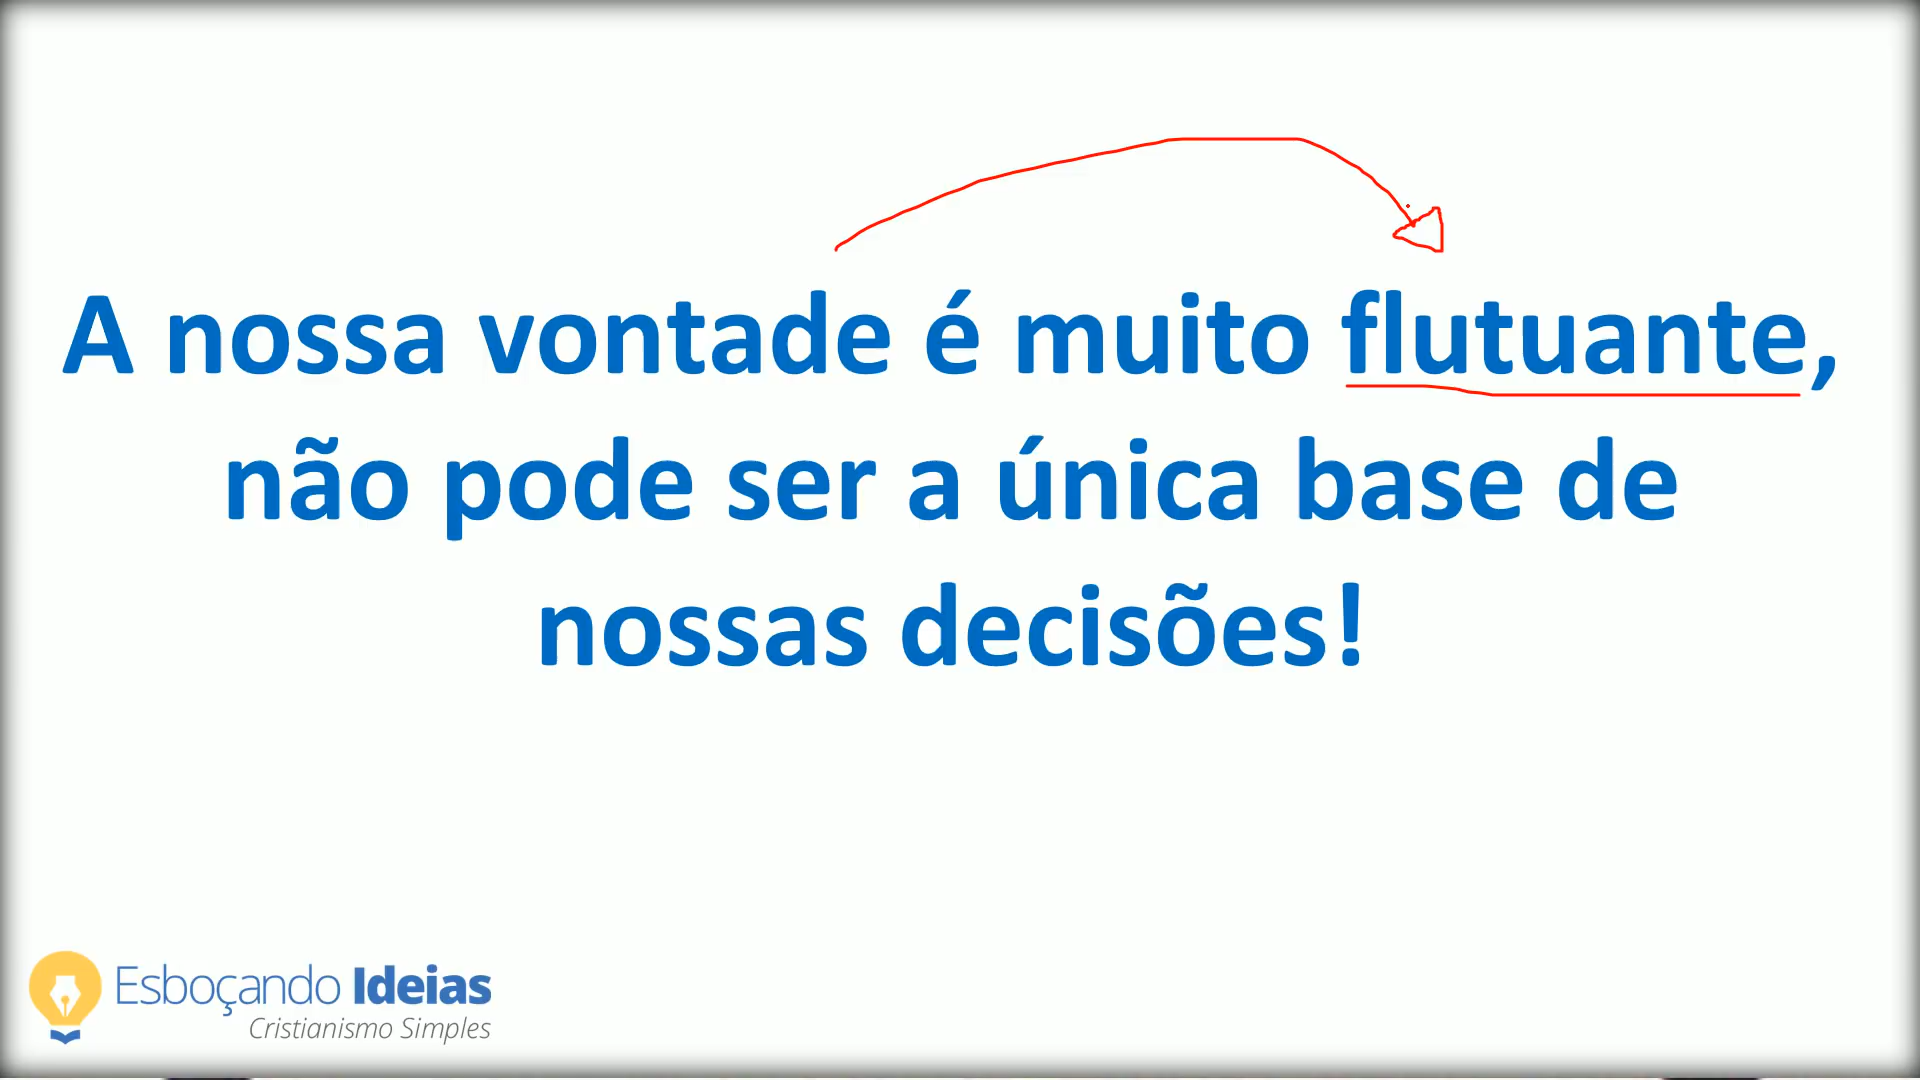 A nossa vontade é muito flutuante,
não pode ser a única base de
nossas decisões!
Esboçando Ideias
Cristianismo Simples